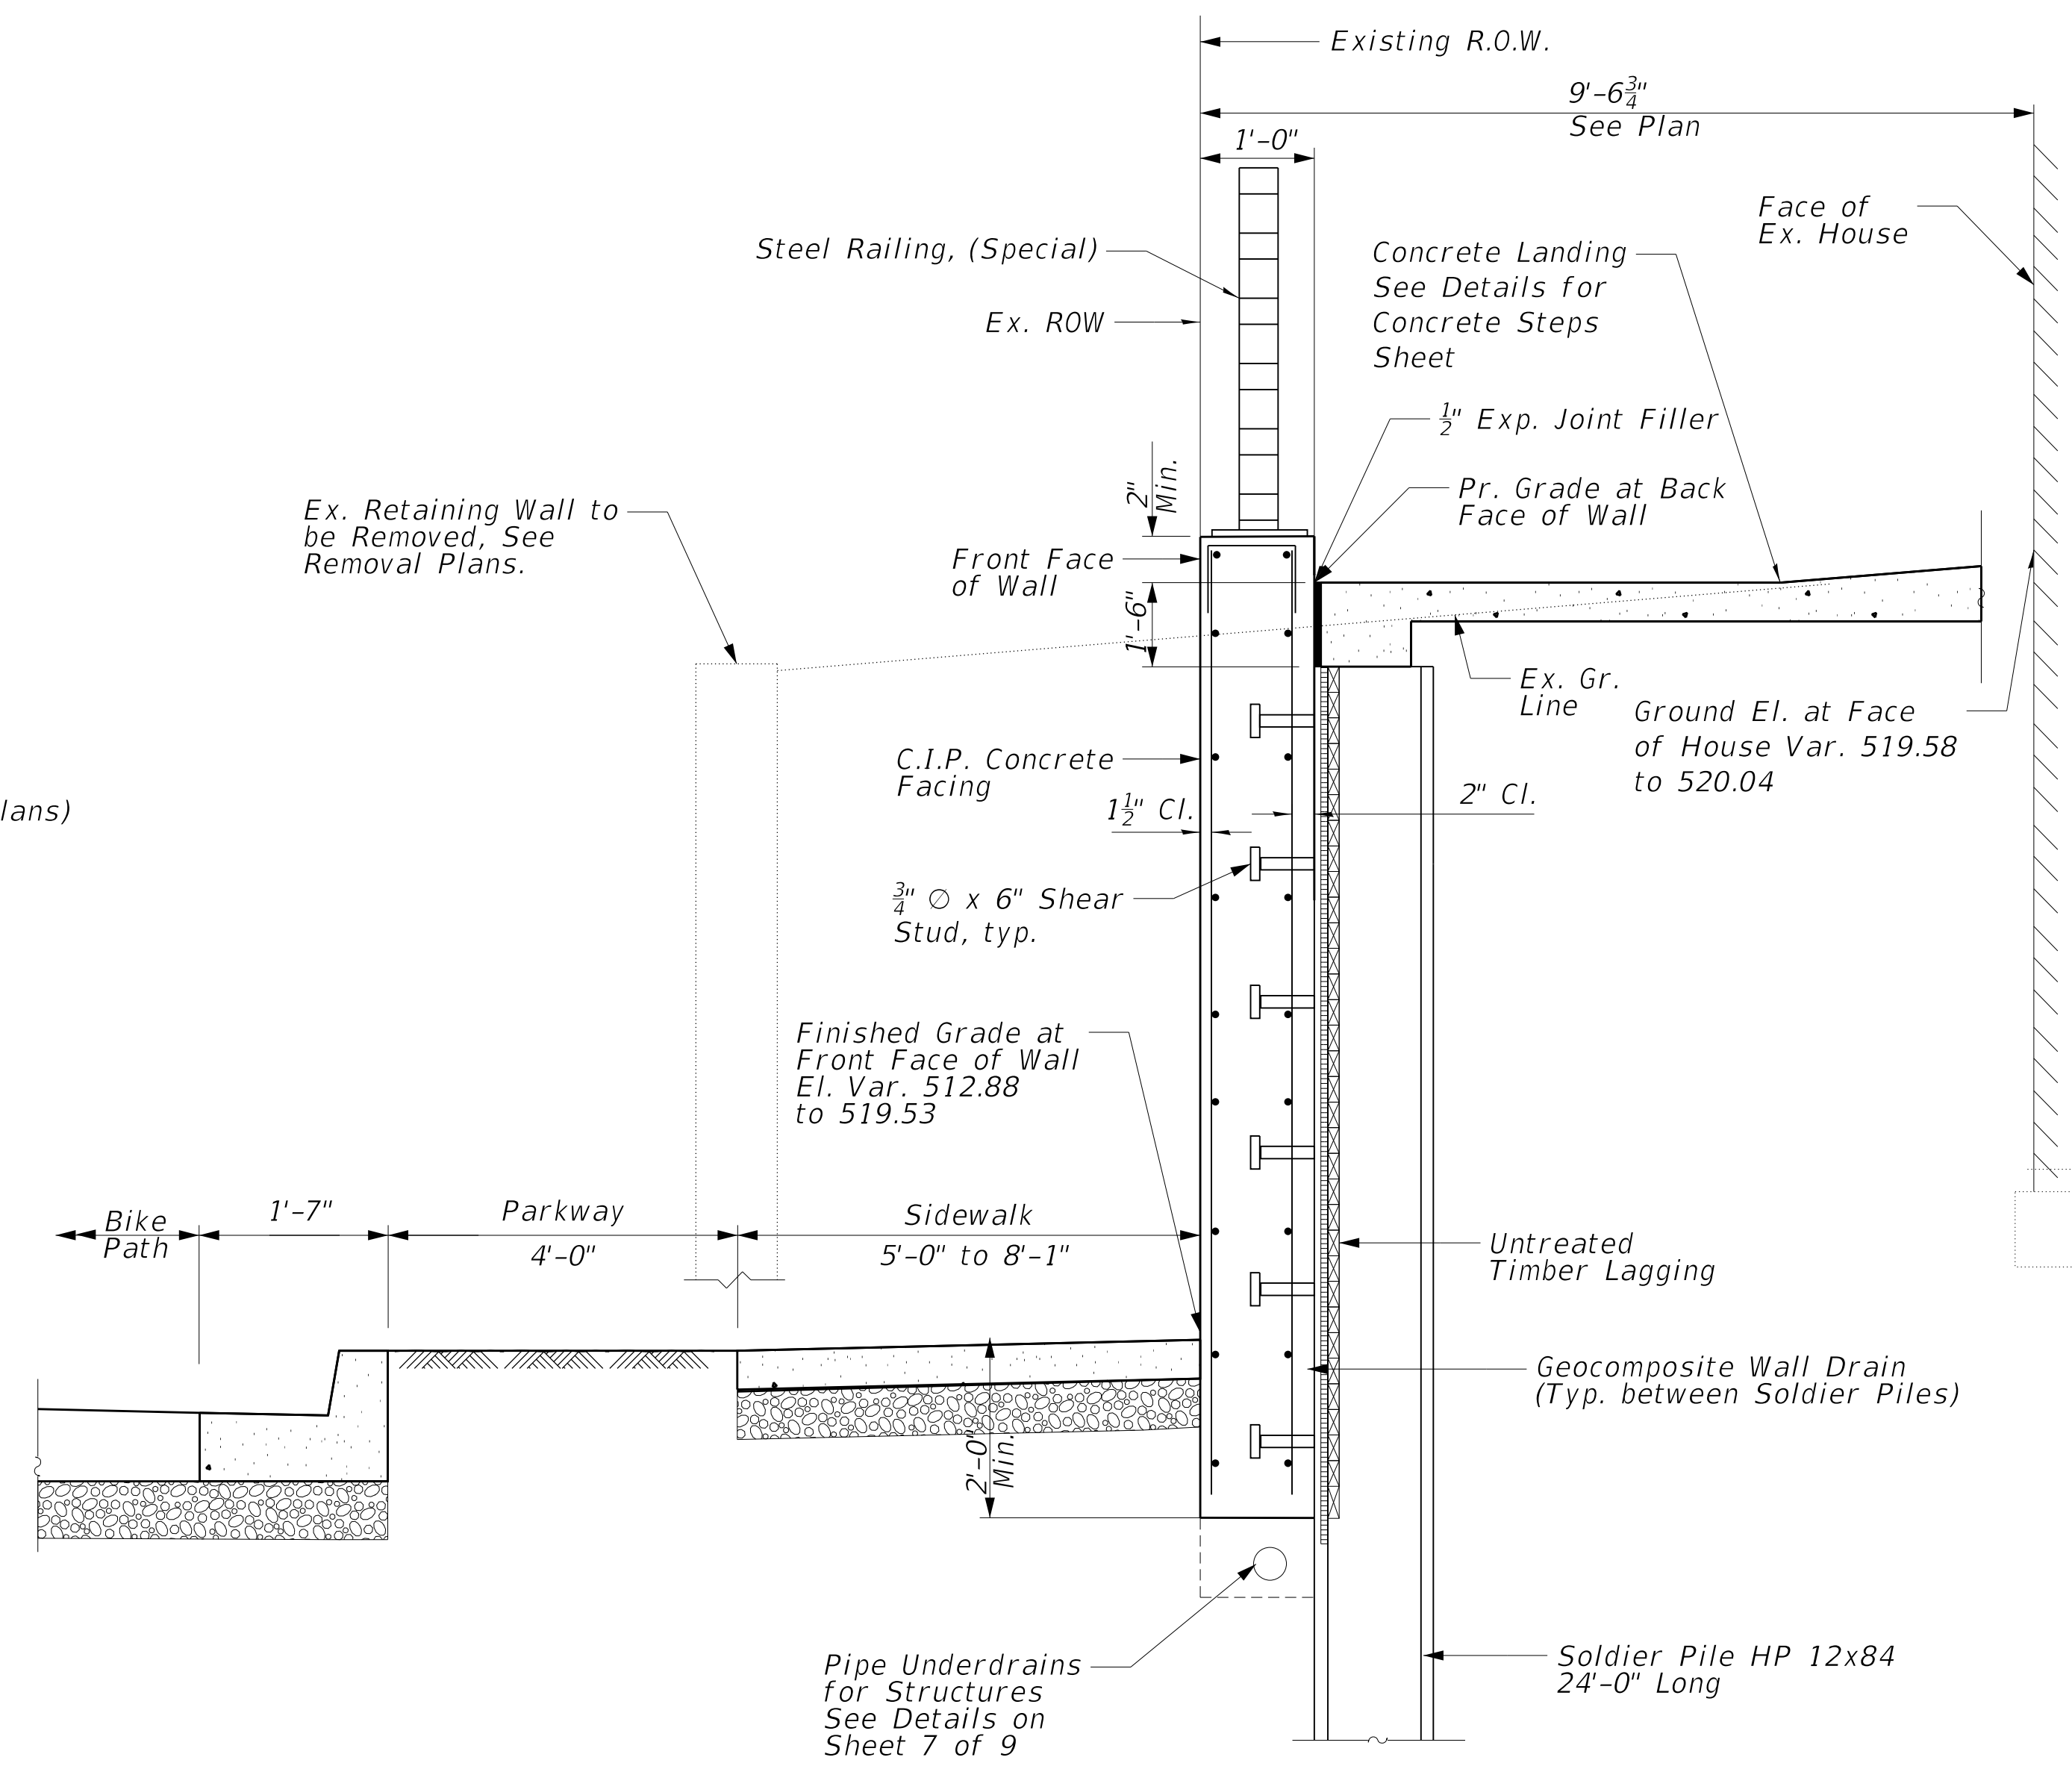 Existing R.O.W.
9'-6¾"
See Plan
1'-0"
Face of
Ex. House
Steel Railing, (Special)
Concrete Landing
See Details for
Concrete Steps
Sheet
Ex. ROW
½" Exp. Joint Filler
2"
Min.
Pr. Grade at Back
Face of Wall
Ex. Retaining Wall to
be Removed, See
Removal Plans.
Front Face
of Wall
1'-6"
Ex. Gr.
Line
Ground El. at Face
of House Var. 519.58
to 520.04
C.I.P. Concrete
Facing
1½" Cl.
2" Cl.
lans)
¾" ∅ x 6" Shear
Stud, typ.
Finished Grade at
Front Face of Wall
El. Var. 512.88
to 519.53
Bike
Path
1'-7"
Parkway
4'-0"
Sidewalk
5'-0" to 8'-1"
Untreated
Timber Lagging
Geocomposite Wall Drain
(Typ. between Soldier Piles)
2'-0"
Min.
Pipe Underdrains
for Structures
See Details on
Sheet 7 of 9
Soldier Pile HP 12x84
24'-0" Long